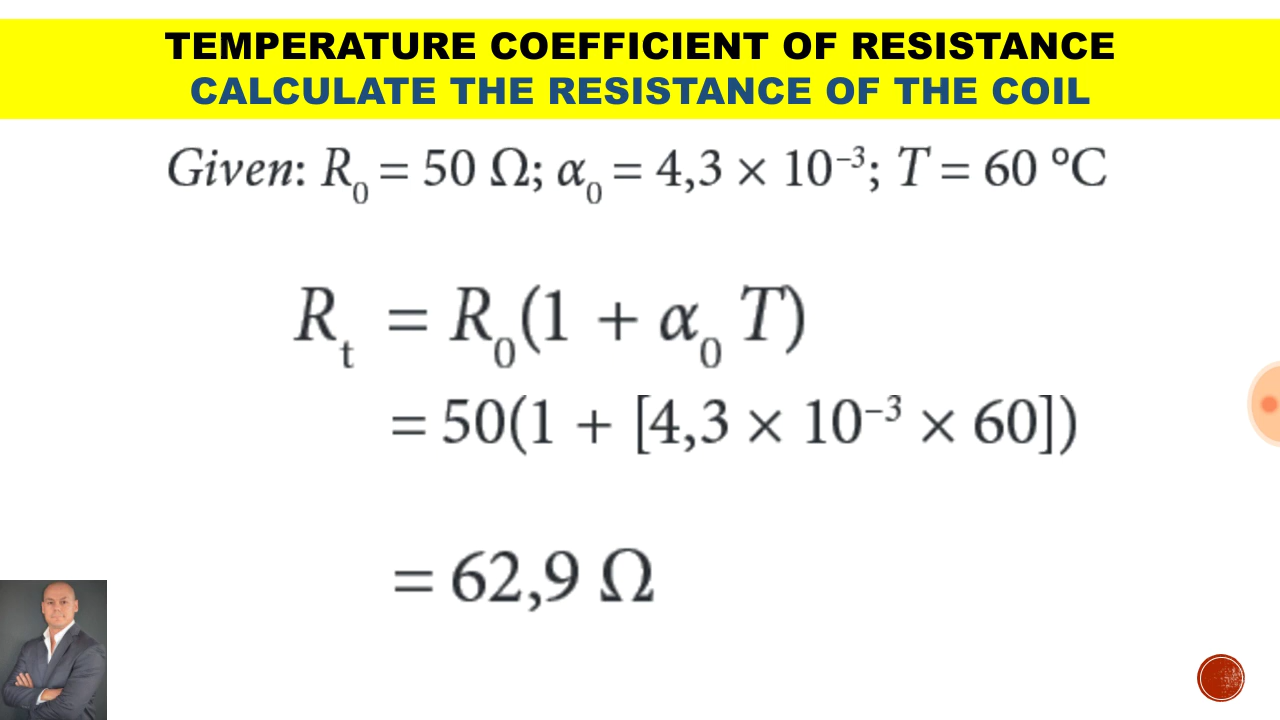 TEMPERATURE COEFFICIENT OF RESISTANCE
CALCULATE THE RESISTANCE OF THE COIL
Given: R₀ = 50 Ω; α₀ = 4,3 × 10⁻³; T = 60 °C
Rₜ = R₀(1 + α₀ T)
= 50(1 + [4,3 × 10⁻³ × 60])
= 62,9 Ω